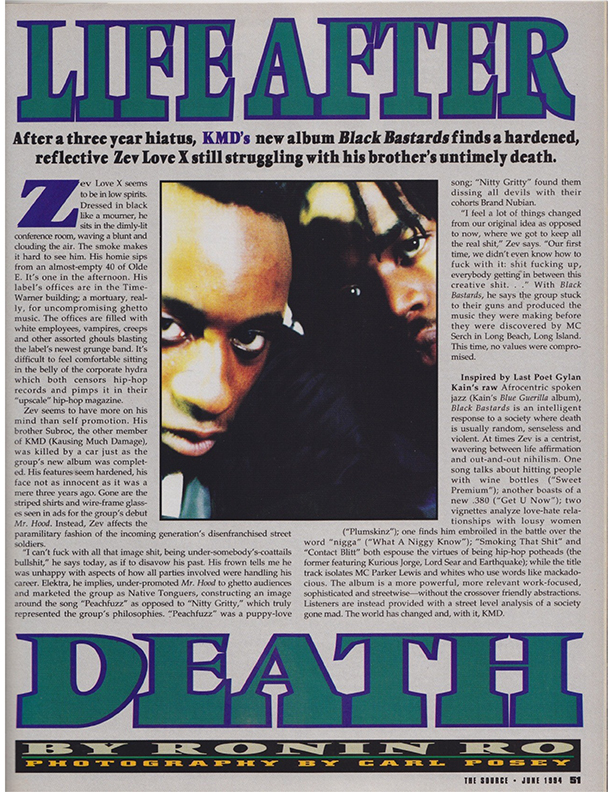 LIFE AFTER
After a three year hiatus, KMD's new album Black Bastards finds a hardened,
reflective Zev Love X still struggling with his brother's untimely death.
Zev Love X seems
to be in low spirits.
Dressed in black
like a mourner, he
sits in the dimly-lit
conference room, waving a blunt and
clouding the air. The smoke makes
it hard to see him. His homie sips
from an almost-empty 40 of Olde
E. It's one in the afternoon. His
label's offices are in the Time-
Warner building; a mortuary, real-
ly, for uncompromising ghetto
music. The offices are filled with
white employees, vampires, creeps
and other assorted ghouls blasting
the label's newest grunge band. It's
difficult to feel comfortable sitting
in the belly of the corporate hydra
which both censors hip-hop
records and pimps it in their
"upscale" hip-hop magazine.
Zev seems to have more on his
mind than self promotion. His
brother Subroc, the other member
of KMD (Kausing Much Damage),
was killed by a car just as the
group's new album was complet-
ed. His features seem hardened, his
face not as innocent as it was a
mere three years ago. Gone are the
striped shirts and wire-frame glass-
es seen in ads for the group's debut
Mr. Hood. Instead, Zev affects the
paramilitary fashion of the incoming generation's disenfranchised street
soldiers.
"I can't fuck with all that image shit, being under-somebody's-coattails
bullshit," he says today, as if to disavow his past. His frown tells me he
was unhappy with aspects of how all parties involved were handling his
career. Elektra, he implies, under-promoted Mr. Hood to ghetto audiences
and marketed the group as Native Tonguers, constructing an image
around the song "Peachfuzz" as opposed to "Nitty Gritty," which truly
represented the group's philosophies. "Peachfuzz" was a puppy-love
song; "Nitty Gritty" found them
dissing all devils with their
cohorts Brand Nubian.
"I feel a lot of things changed
from our original idea as opposed
to now, where we got to keep all
the real shit," Zev says. "Our first
time, we didn't even know how to
fuck with it: shit fucking up,
everybody getting in between this
creative shit. . ." With Black
Bastards, he says the group stuck
to their guns and produced the
music they were making before
they were discovered by MC
Serch in Long Beach, Long Island.
This time, no values were compro-
mised.
Inspired by Last Poet Gylan
Kain's raw Afrocentric spoken
jazz (Kain's Blue Guerilla album),
Black Bastards is an intelligent
response to a society where death
is usually random, senseless and
violent. At times Zev is a centrist,
wavering between life affirmation
and out-and-out nihilism. One
song talks about hitting people
with wine bottles ("Sweet
Premium"); another boasts of a
new .380 ("Get U Now"); two
vignettes analyze love-hate rela-
tionships with lousy women
("Plumskinz"); one finds him embroiled in the battle over the
word "nigga" ("What A Niggy Know"); "Smoking That Shit" and
"Contact Blitt" both espouse the virtues of being hip-hop potheads (the
former featuring Kurious Jorge, Lord Sear and Earthquake); while the title
track isolates MC Parker Lewis and whites who use words like mackado-
cious. The album is a more powerful, more relevant work-focused,
sophisticated and streetwise—without the crossover friendly abstractions.
Listeners are instead provided with a street level analysis of a society
gone mad. The world has changed and, with it, KMD.
DEATH
BY RONIN RO
PHOTOGRAPHY BY CARL POSEY
THE SOURCE • JUNE 1994 51